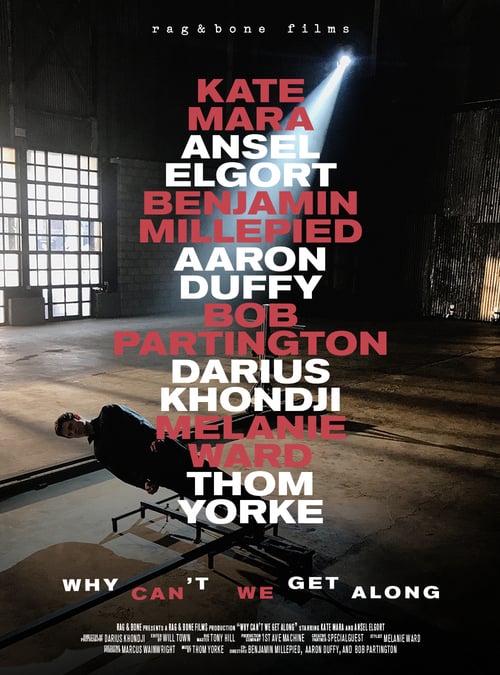 rag & bone films
KATE
MARA
ANSEL
ELGORT
BENJAMIN
MILLEPIED
AARON
DUFFY
BOB
PARTINGTON
DARIUS
KHONDJI
MELANIE
WARD
THOM
YORKE
WHY CAN'T WE GET ALONG
RAG & BONE PRESENTS A RAG & BONE FILMS PRODUCTION "WHY CAN'T WE GET ALONG" STARRING KATE MARA AND ANSEL ELGORT
DARIUS KHONDJI WILL TOWN TONY HILL 1ST AVE MACHINE SPECIALGUEST MELANIE WARD
MARCUS WAINWRIGHT THOM YORKE BENJAMIN MILLEPIED, AARON DUFFY, AND BOB PARTINGTON